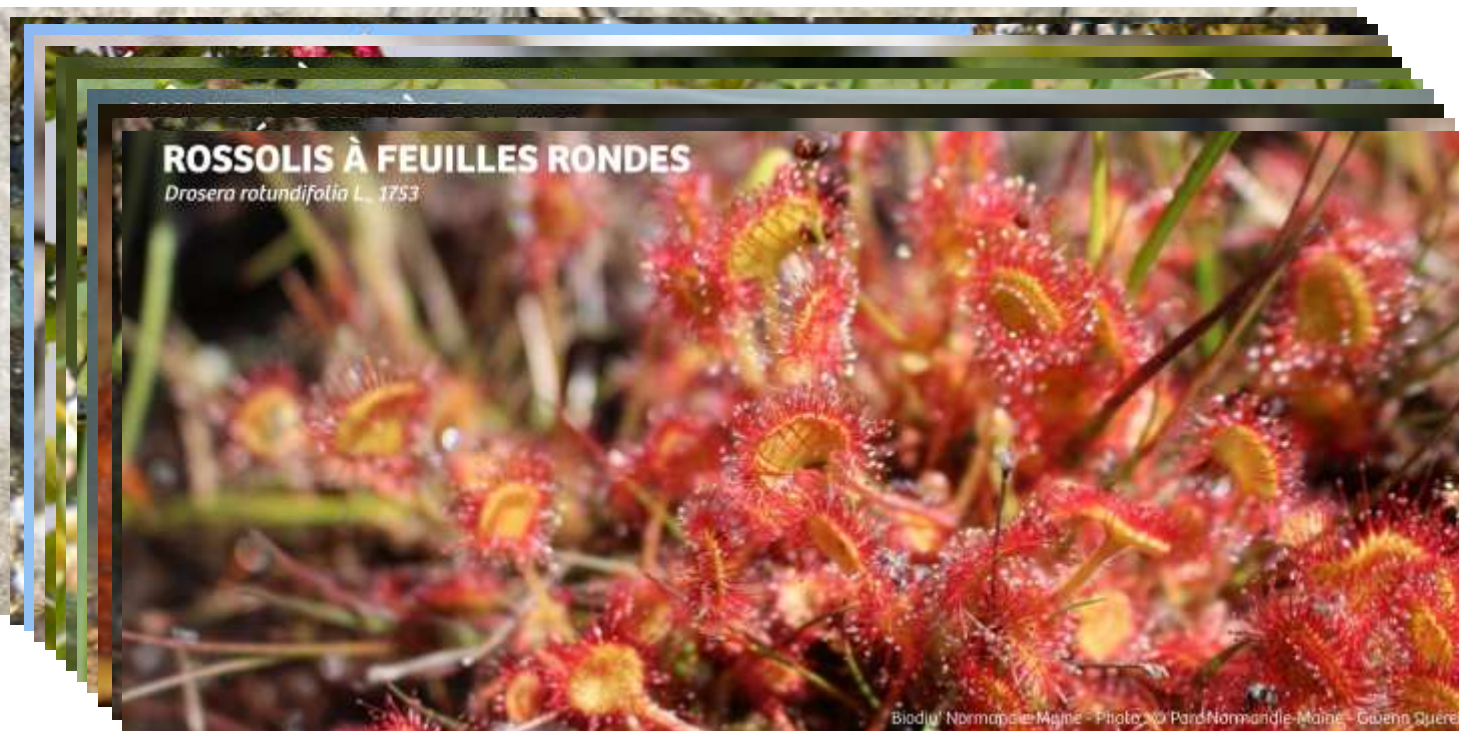 ROSSOLIS À FEUILLES RONDES
Drosera rotundifolia L., 1753
Biodiv' Normandie-Maine - Photo : © Parc Normandie-Maine - Gwenn Quere